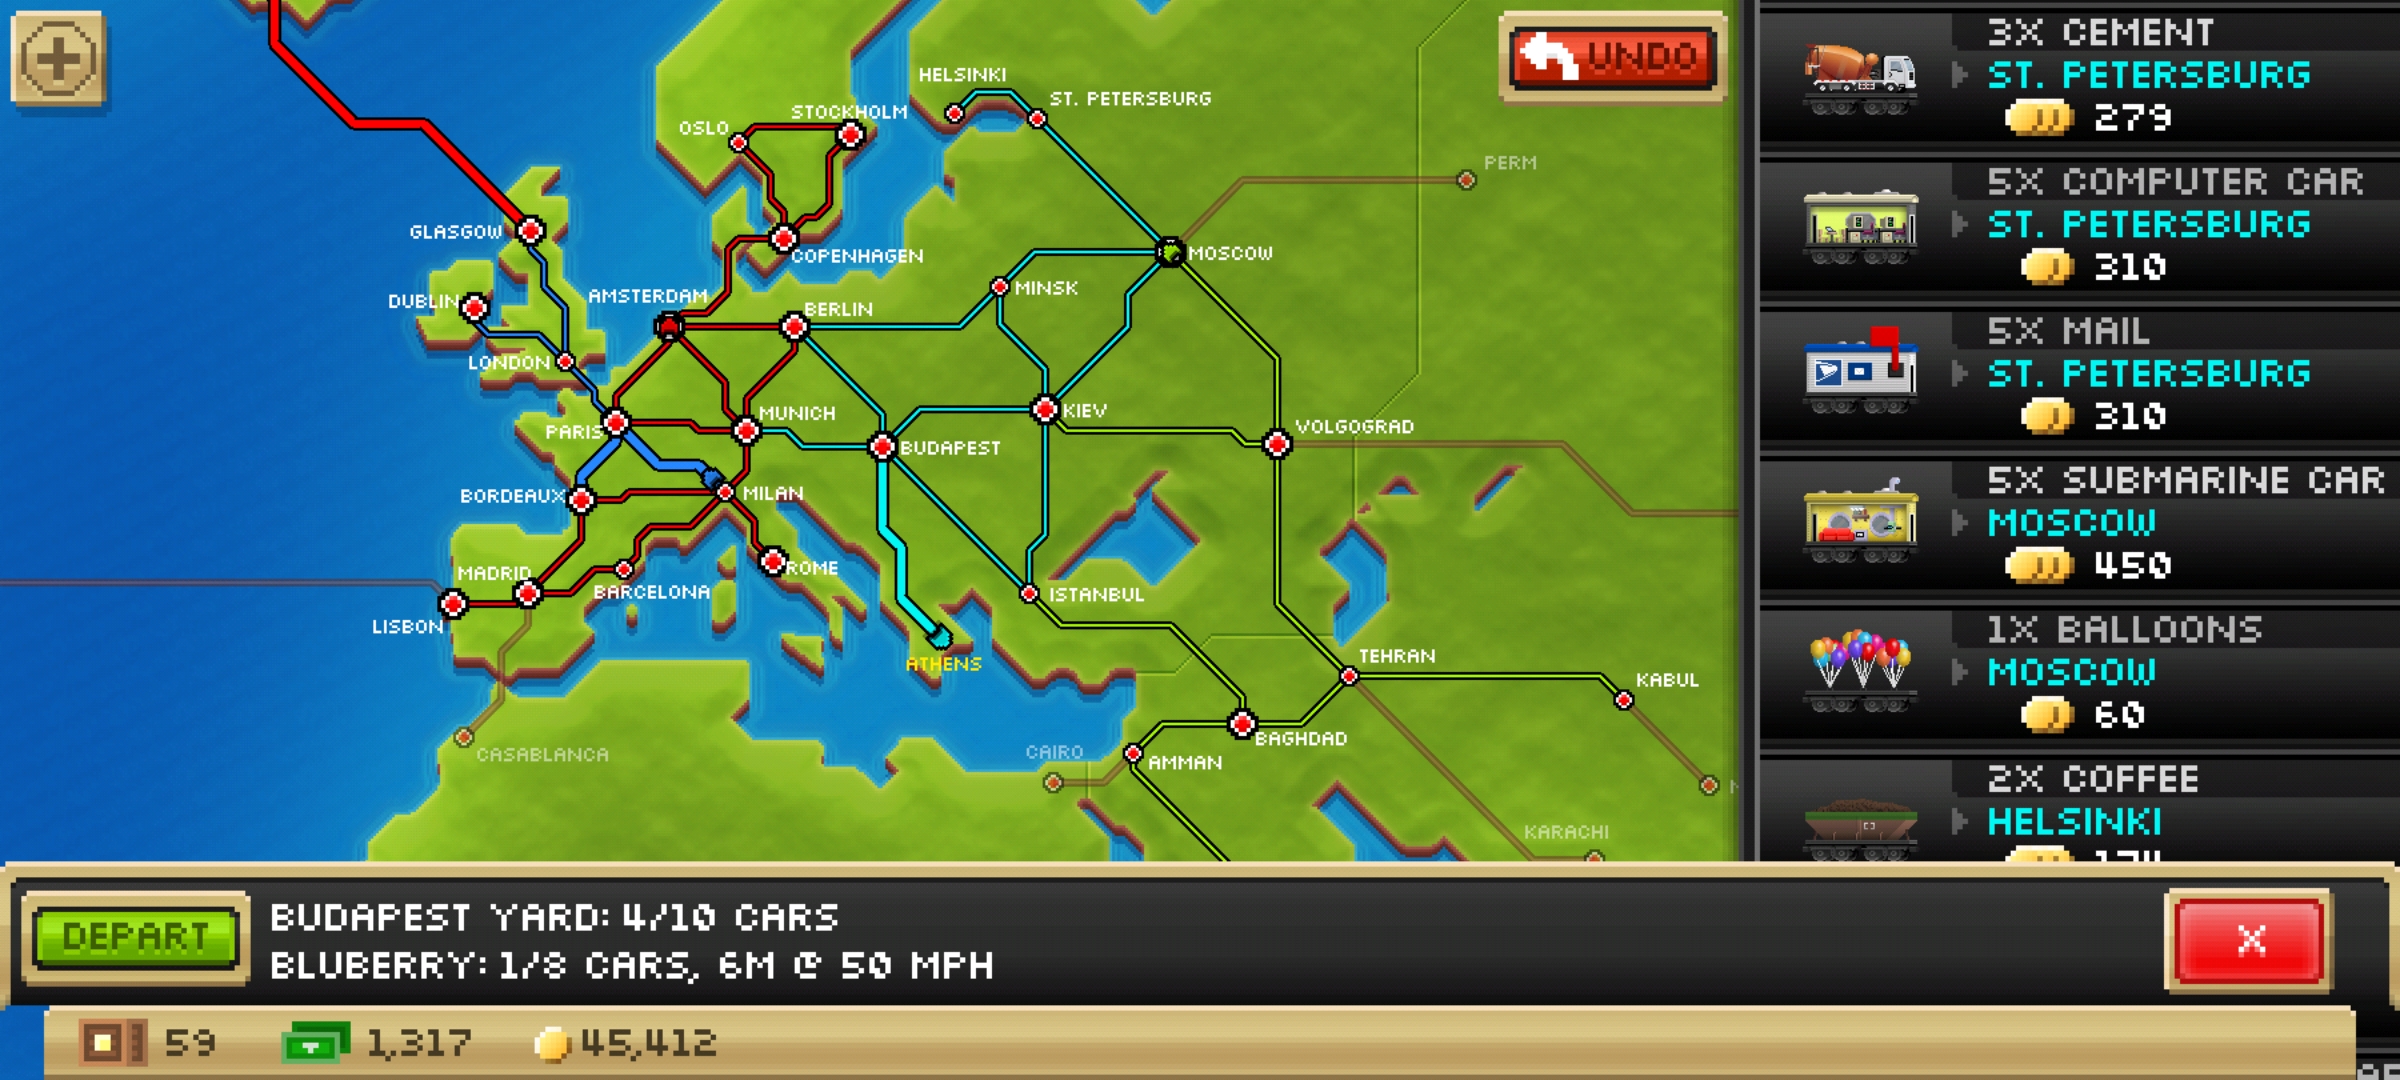 UNDO
HELSINKI
ST. PETERSBURG
STOCKHOLM
OSLO
PERM
GLASGOW
COPENHAGEN
MOSCOW
DUBLIN
AMSTERDAM
BERLIN
MINSK
LONDON
MUNICH
KIEV
PARIS
BUDAPEST
VOLGOGRAD
BORDEAUX
MILAN
MADRID
ROME
BARCELONA
ISTANBUL
LISBON
ATHENS
TEHRAN
KABUL
CASABLANCA
CAIRO
BAGHDAD
AMMAN
KARACHI
3X CEMENT
ST. PETERSBURG
279
5X COMPUTER CAR
ST. PETERSBURG
310
5X MAIL
ST. PETERSBURG
310
5X SUBMARINE CAR
MOSCOW
450
1X BALLOONS
MOSCOW
60
2X COFFEE
HELSINKI
DEPART
BUDAPEST YARD: 4/10 CARS
BLUBERRY: 1/8 CARS, 6M @ 50 MPH
X
59
1,317
45,412